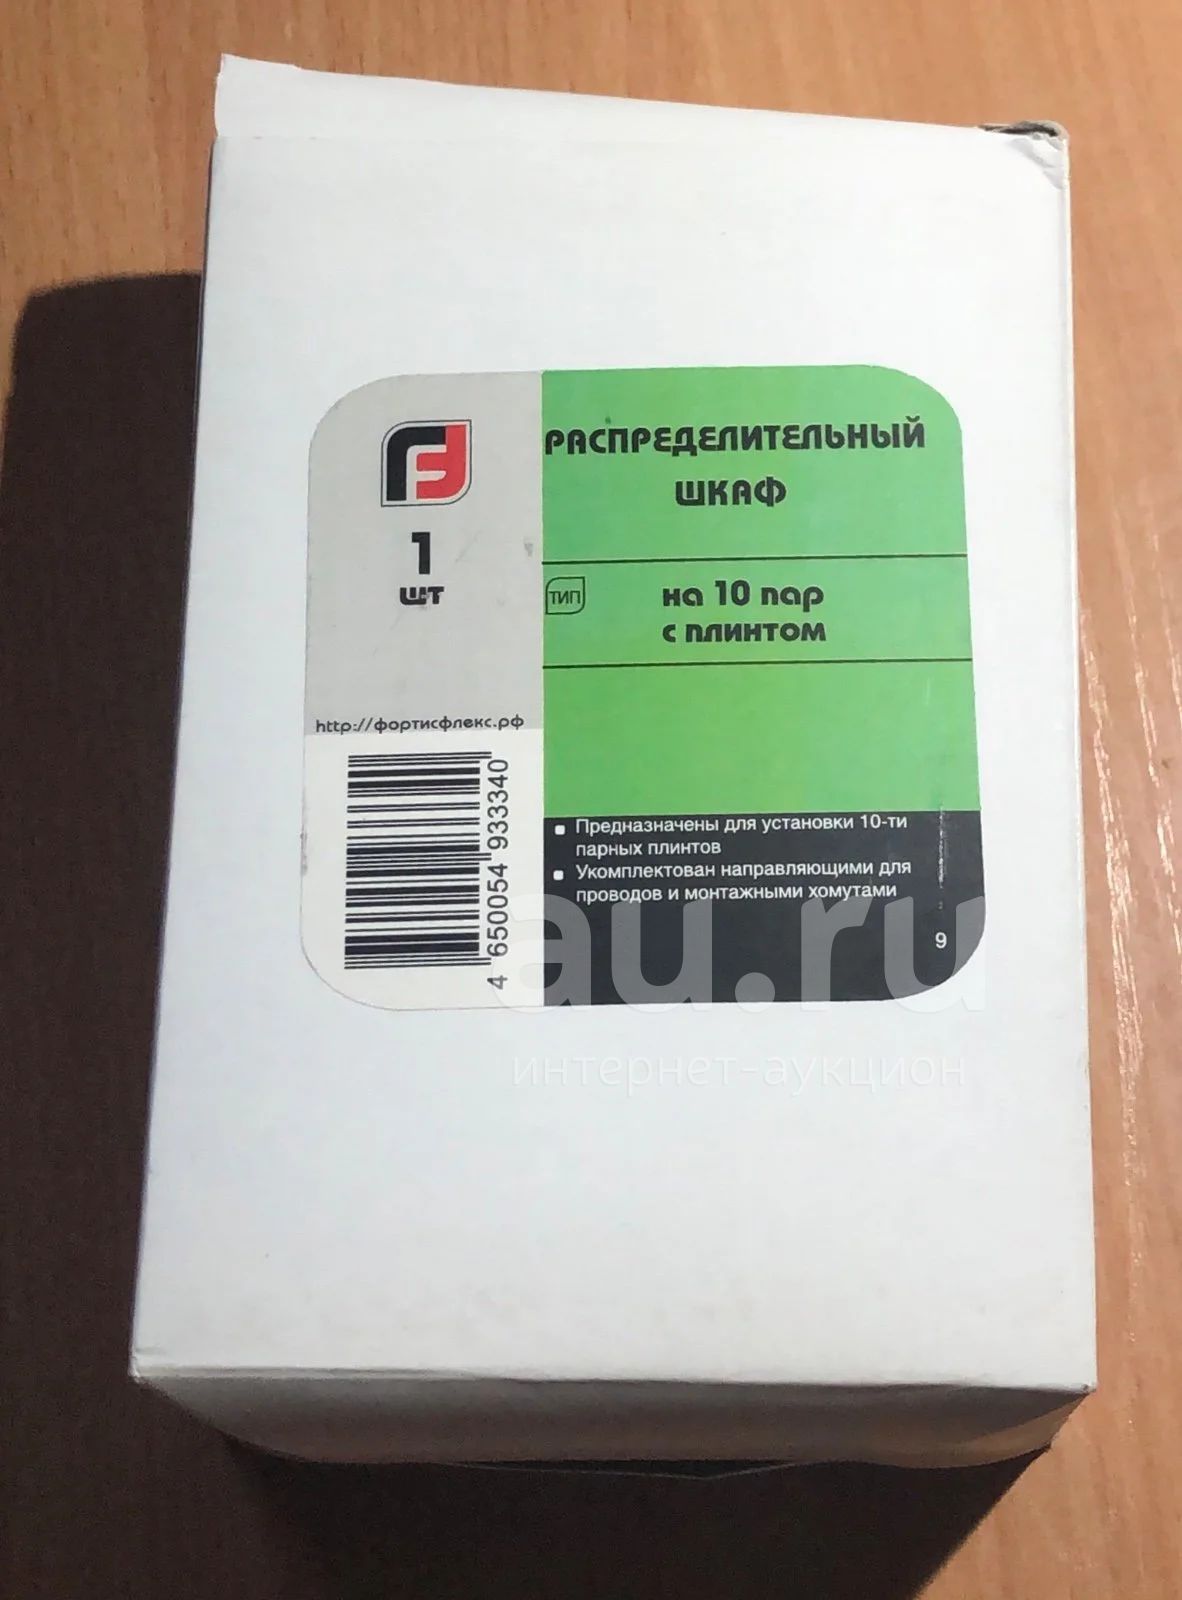 РАСПРЕДЕЛИТЕЛЬНЫЙ
ШКАФ
1
шт
ТИП
на 10 пар
с плинтом
http://фортисфлекс.рф
4 650054 933340
Предназначены для установки 10-ти
парных плинтов
Укомплектован направляющими для
проводов и монтажными хомутами
9
au.ru
интернет-аукцион